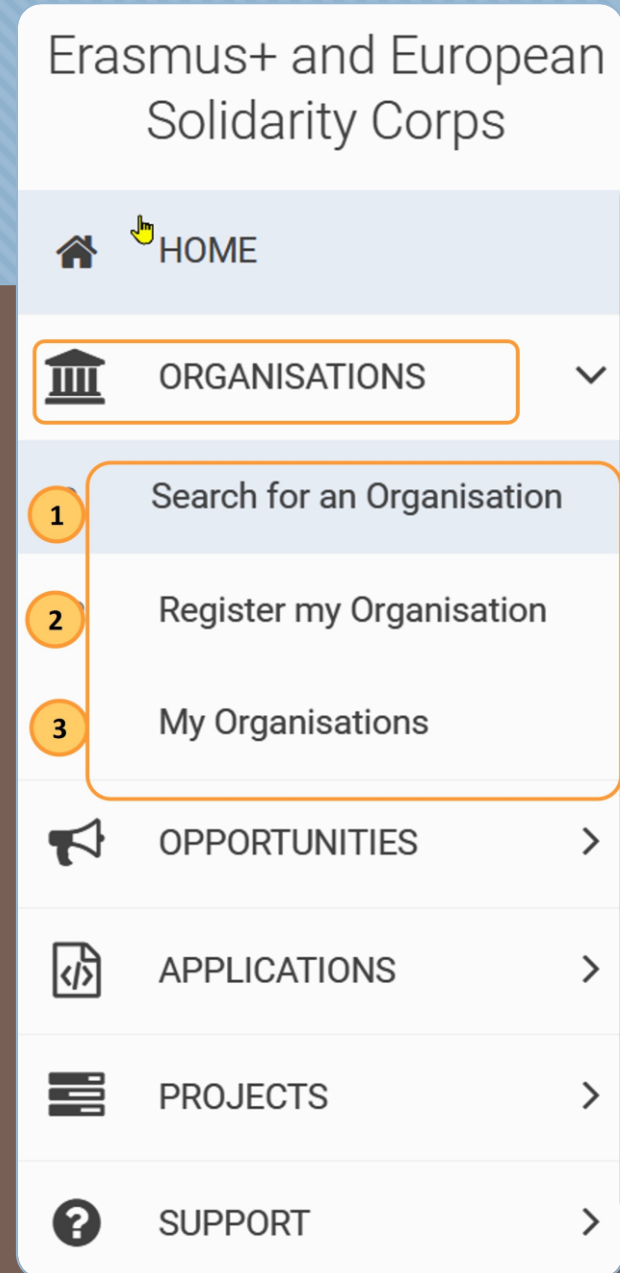 Erasmus+ and European
Solidarity Corps
HOME
ORGANISATIONS
1 Search for an Organisation
2 Register my Organisation
3 My Organisations
OPPORTUNITIES
APPLICATIONS
PROJECTS
SUPPORT